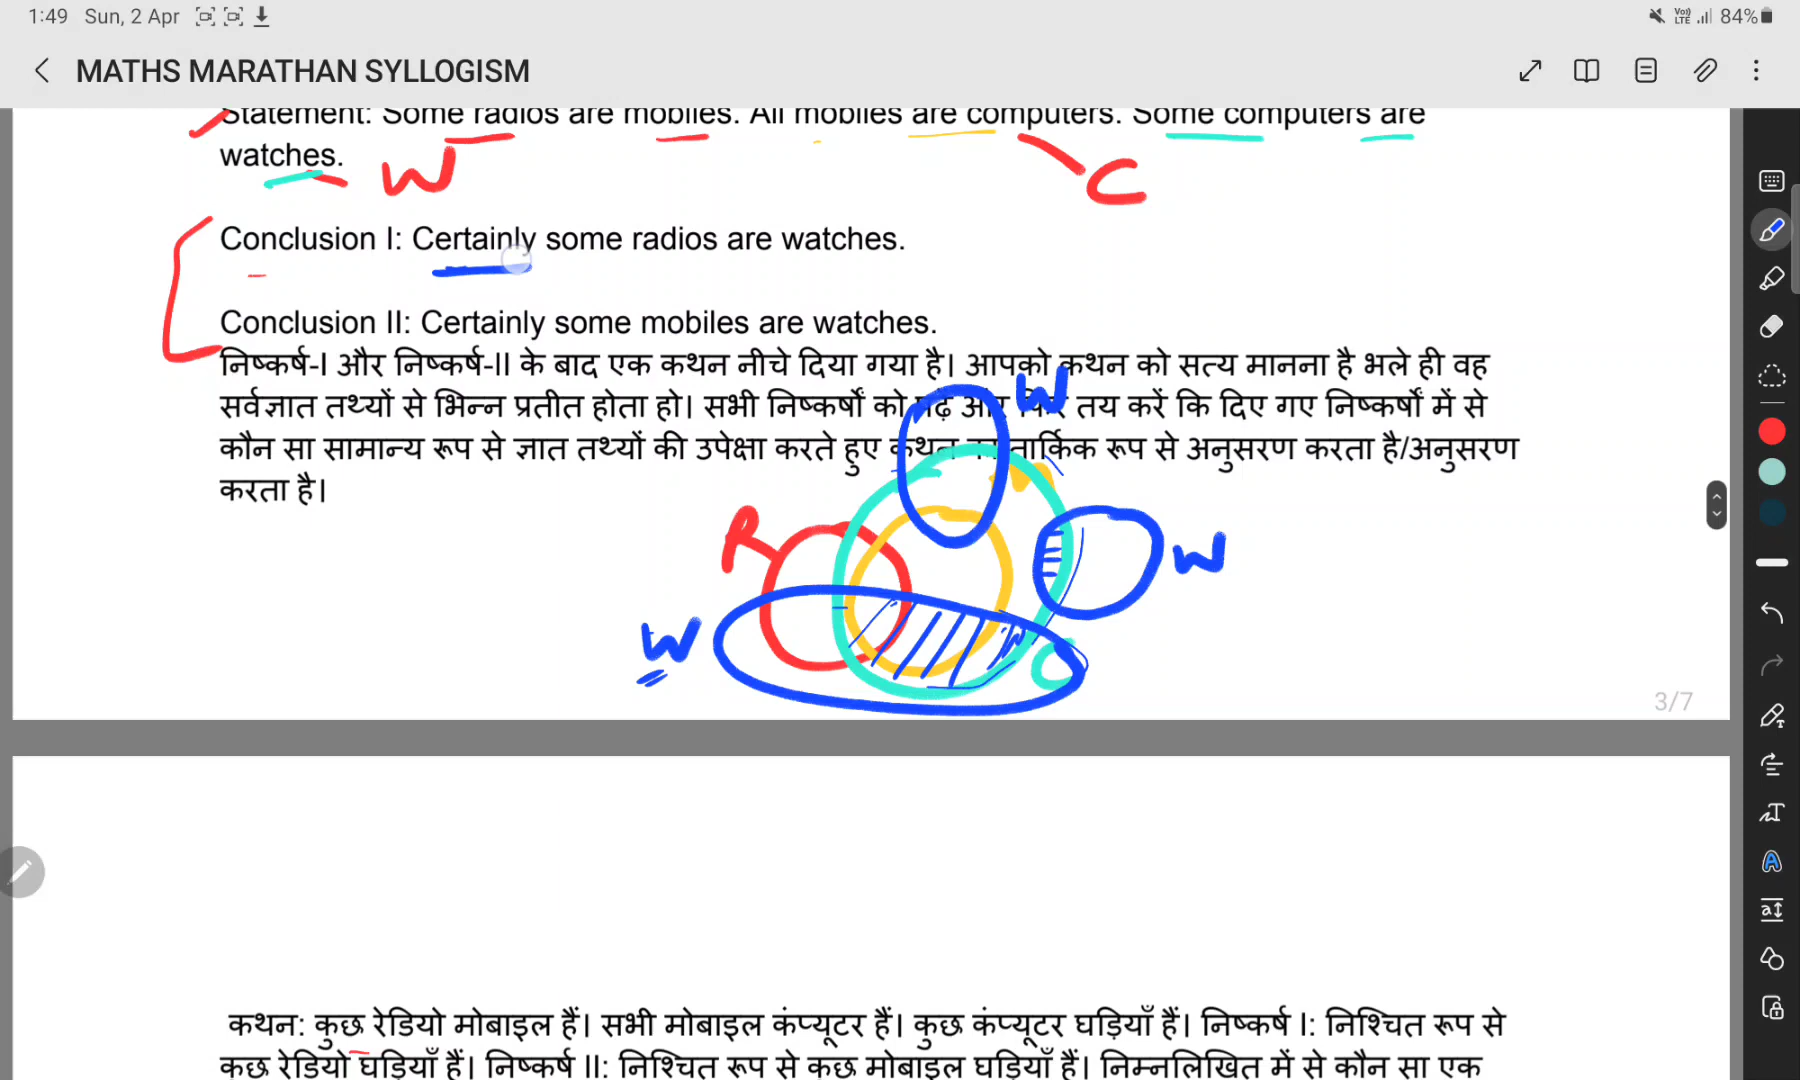 1:49 Sun, 2 Apr
84%
MATHS MARATHAN SYLLOGISM
Statement: Some radios are mobiles. All mobiles are computers. Some computers are
watches.
W
C
Conclusion I: Certainly some radios are watches.
Conclusion II: Certainly some mobiles are watches.
निष्कर्ष-I और निष्कर्ष-II के बाद एक कथन नीचे दिया गया है। आपको कथन को सत्य मानना है भले ही वह
सर्वज्ञात तथ्यों से भिन्न प्रतीत होता हो। सभी निष्कर्षों को तय करें कि दिए गए निष्कर्षों में से
कौन सा सामान्य रूप से ज्ञात तथ्यों की उपेक्षा करते हुए कथन तार्किक रूप से अनुसरण करता है/अनुसरण
करता है।
W
R
W
W
C
3/7
कथन: कुछ रेडियो मोबाइल हैं। सभी मोबाइल कंप्यूटर हैं। कुछ कंप्यूटर घड़ियाँ हैं। निष्कर्ष I: निश्चित रूप से
कुछ रेडियो घड़ियाँ हैं। निष्कर्ष II: निश्चित रूप से कुछ मोबाइल घड़ियाँ हैं। निम्नलिखित में से कौन सा एक